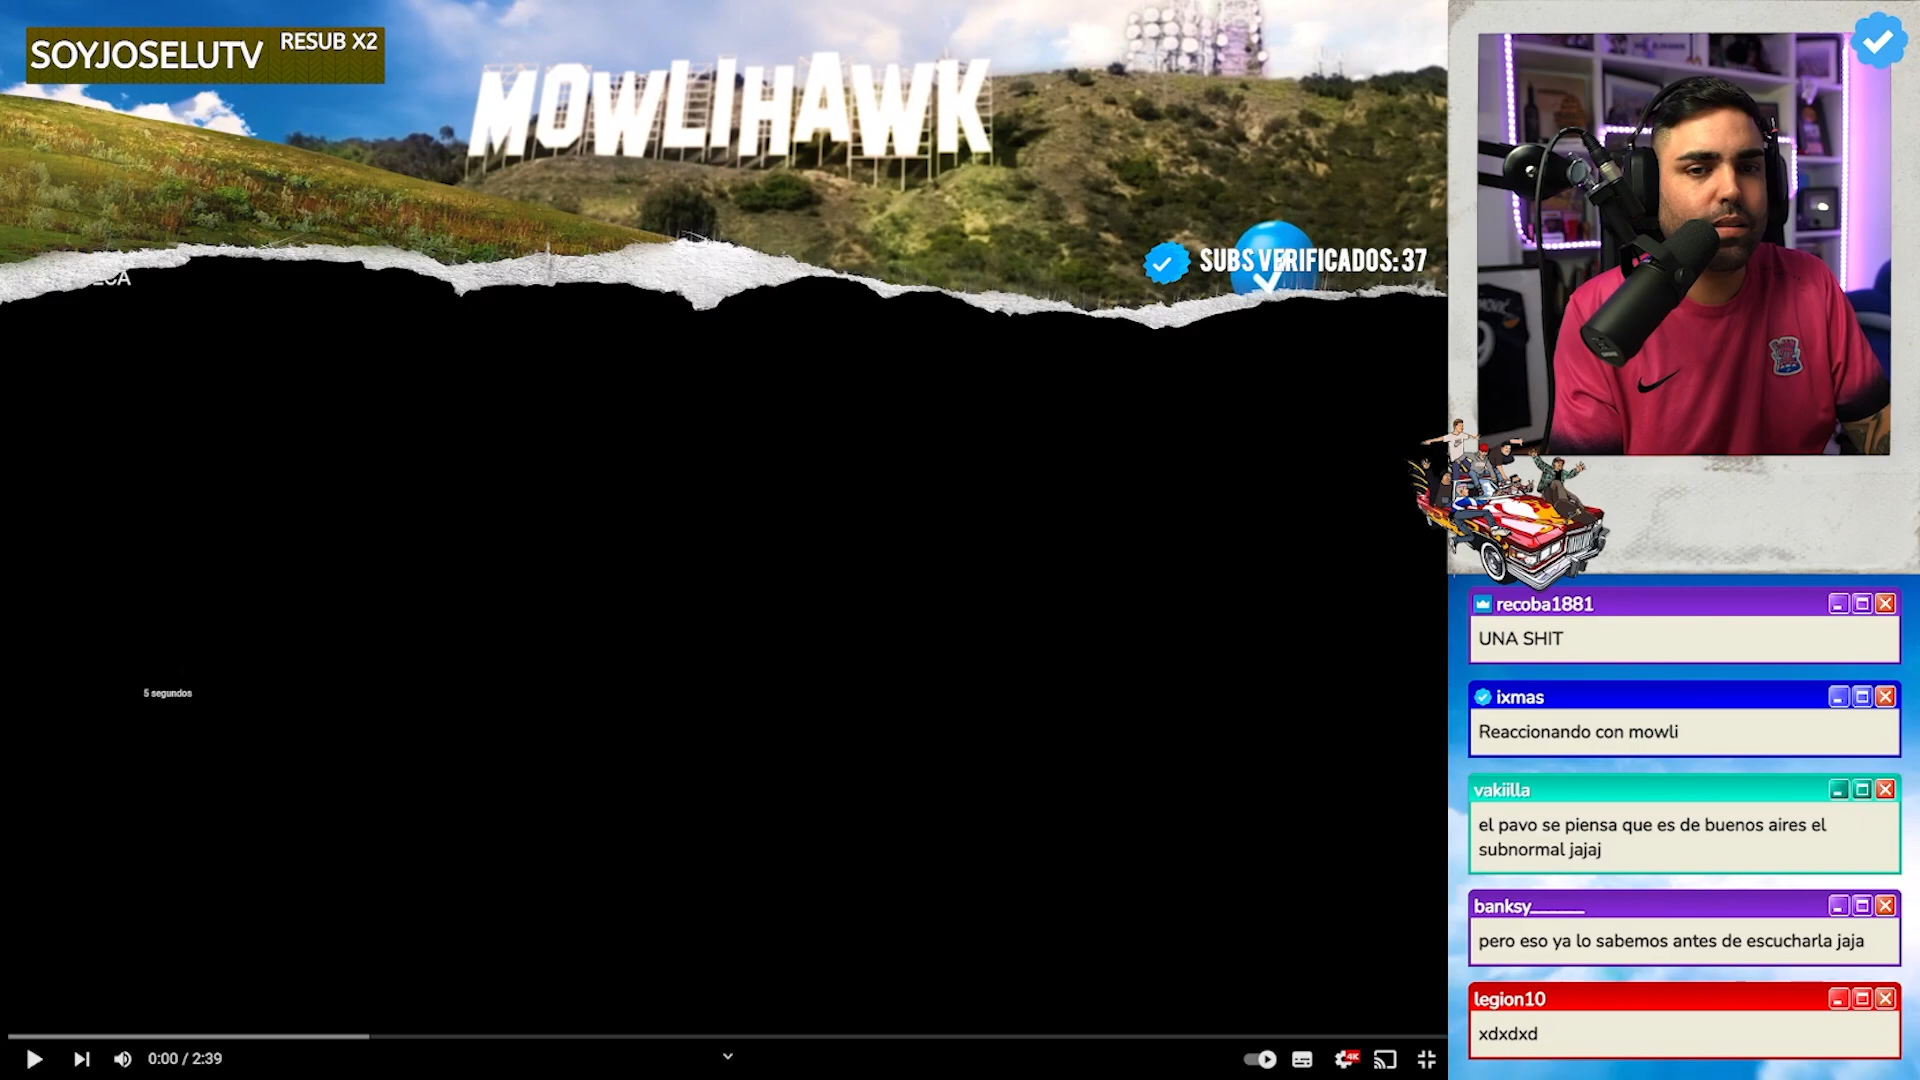 SOYJOSELUTV RESUB X2
MOWLIHAWK
SUBS VERIFICADOS: 37
5 segundos
0:00 / 2:39
4K
recoba1881
UNA SHIT
ixmas
Reaccionando con mowli
vakiilla
el pavo se piensa que es de buenos aires el
subnormal jajaj
banksy______
pero eso ya lo sabemos antes de escucharla jaja
legion10
xdxdxd